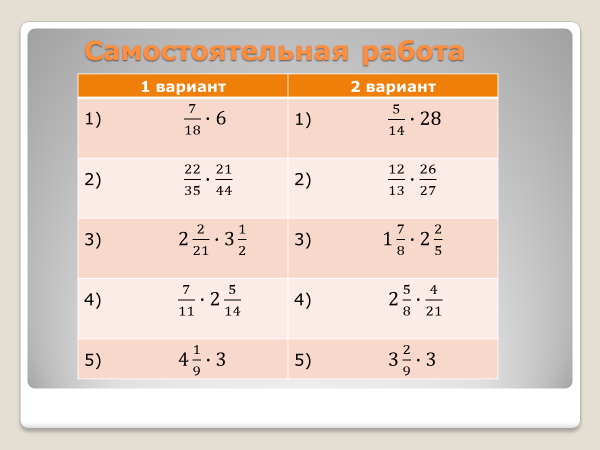 Самостоятельная работа
1 вариант 2 вариант
1) 7/18 · 6 1) 5/14 · 28
2) 22/35 · 21/44 2) 12/13 · 26/27
3) 2 2/21 · 3 1/2 3) 1 7/8 · 2 2/5
4) 7/11 · 2 5/14 4) 2 5/8 · 4/21
5) 4 1/9 · 3 5) 3 2/9 · 3